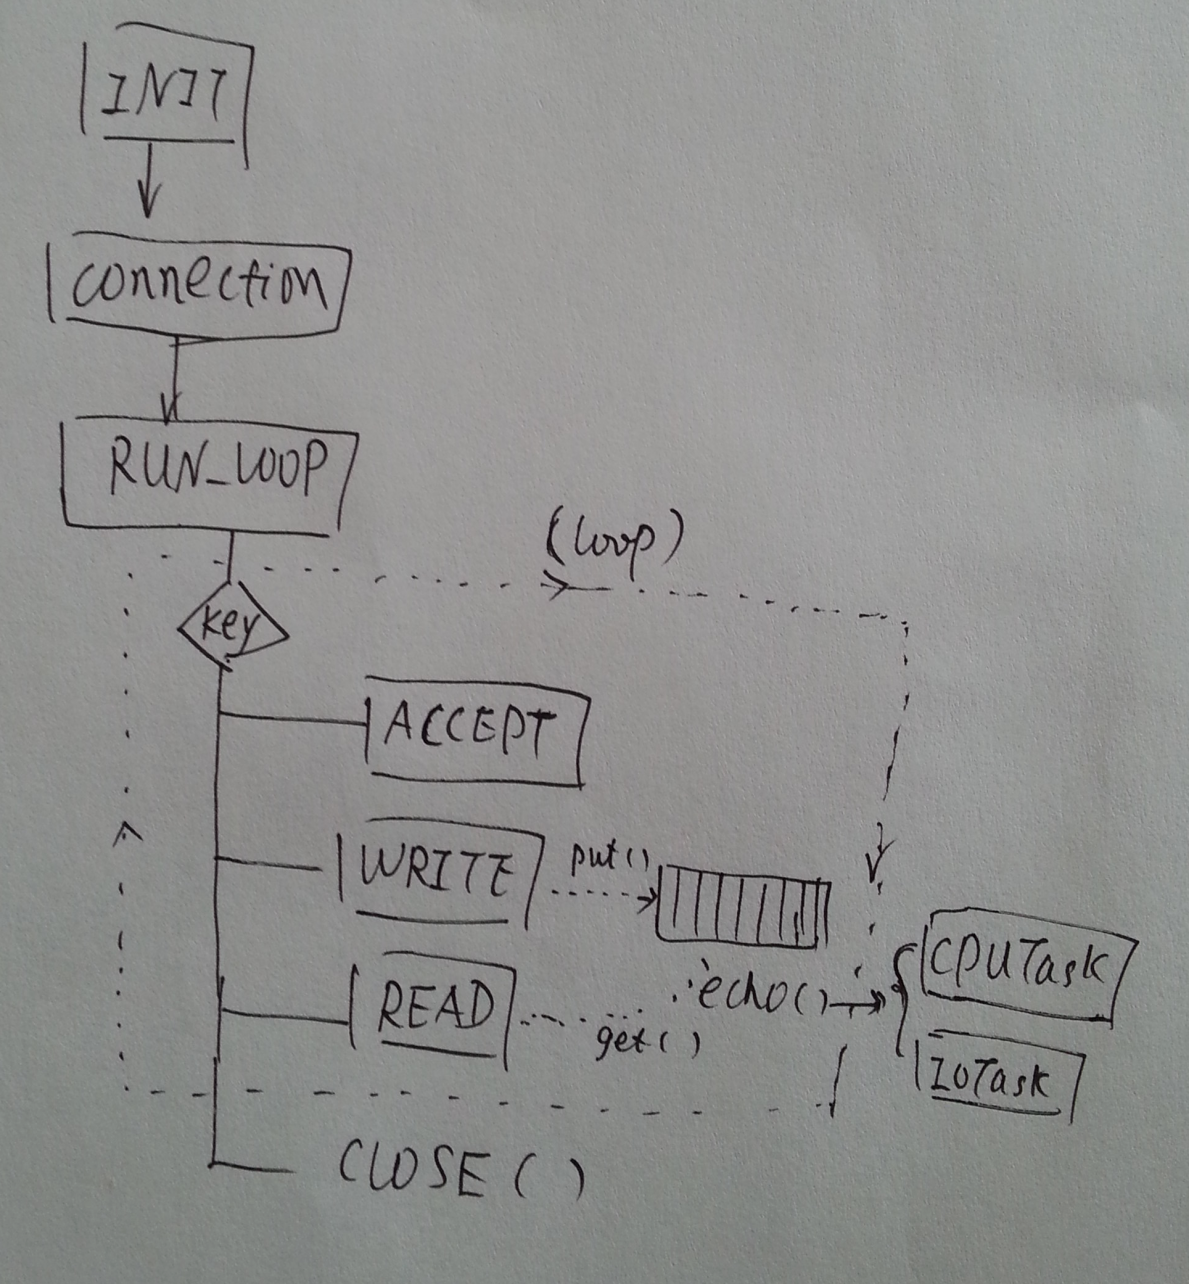 INIT
connection
RUN_LOOP
(loop)
key
ACCEPT
WRITE
put()
READ
get()
echo()
CPUTask
IOTask
CLOSE()